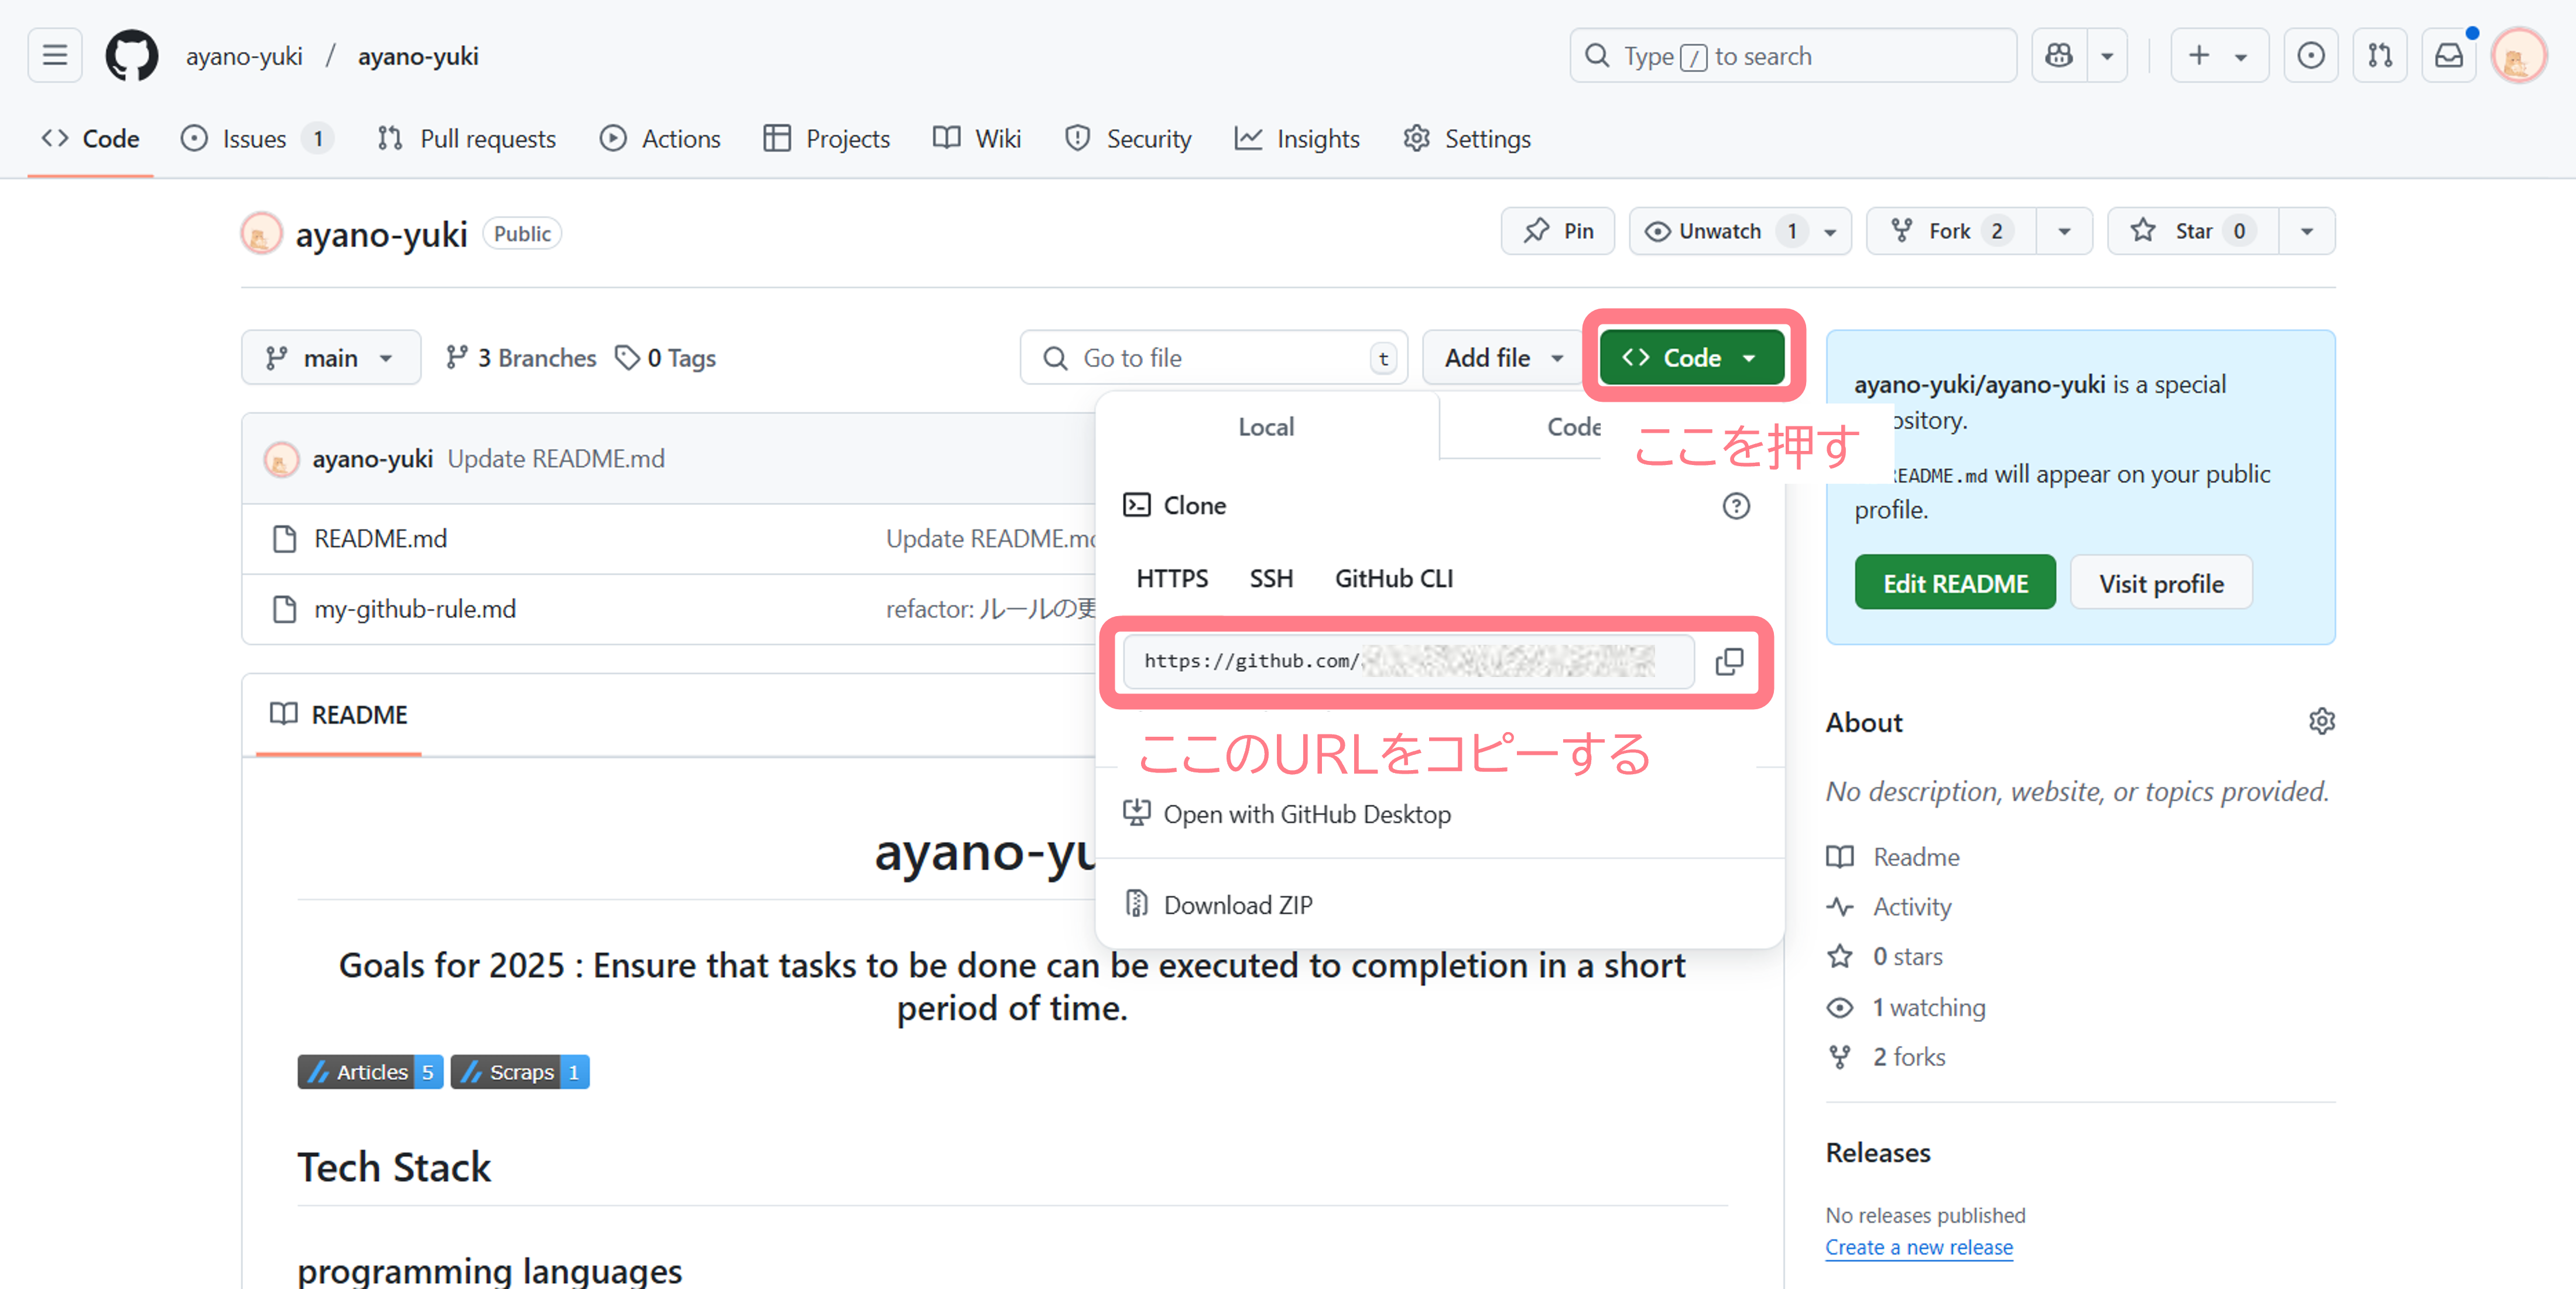 ayano-yuki / ayano-yuki
Type / to search
Code
Issues 1
Pull requests
Actions
Projects
Wiki
Security
Insights
Settings
ayano-yuki Public
Pin
Unwatch 1
Fork 2
Star 0
main
3 Branches
0 Tags
Go to file t
Add file
Code
ここを押す
ayano-yuki Update README.md
README.md Update README.md
my-github-rule.md refactor: ルールの更
Local
Code
Clone
HTTPS SSH GitHub CLI
https://github.com/
ここのURLをコピーする
Open with GitHub Desktop
Download ZIP
README
ayano-yu
Goals for 2025 : Ensure that tasks to be done can be executed to completion in a short
period of time.
Articles 5 Scraps 1
Tech Stack
programming languages
ayano-yuki/ayano-yuki is a special
ository.
README.md will appear on your public
profile.
Edit README
Visit profile
About
No description, website, or topics provided.
Readme
Activity
0 stars
1 watching
2 forks
Releases
No releases published
Create a new release